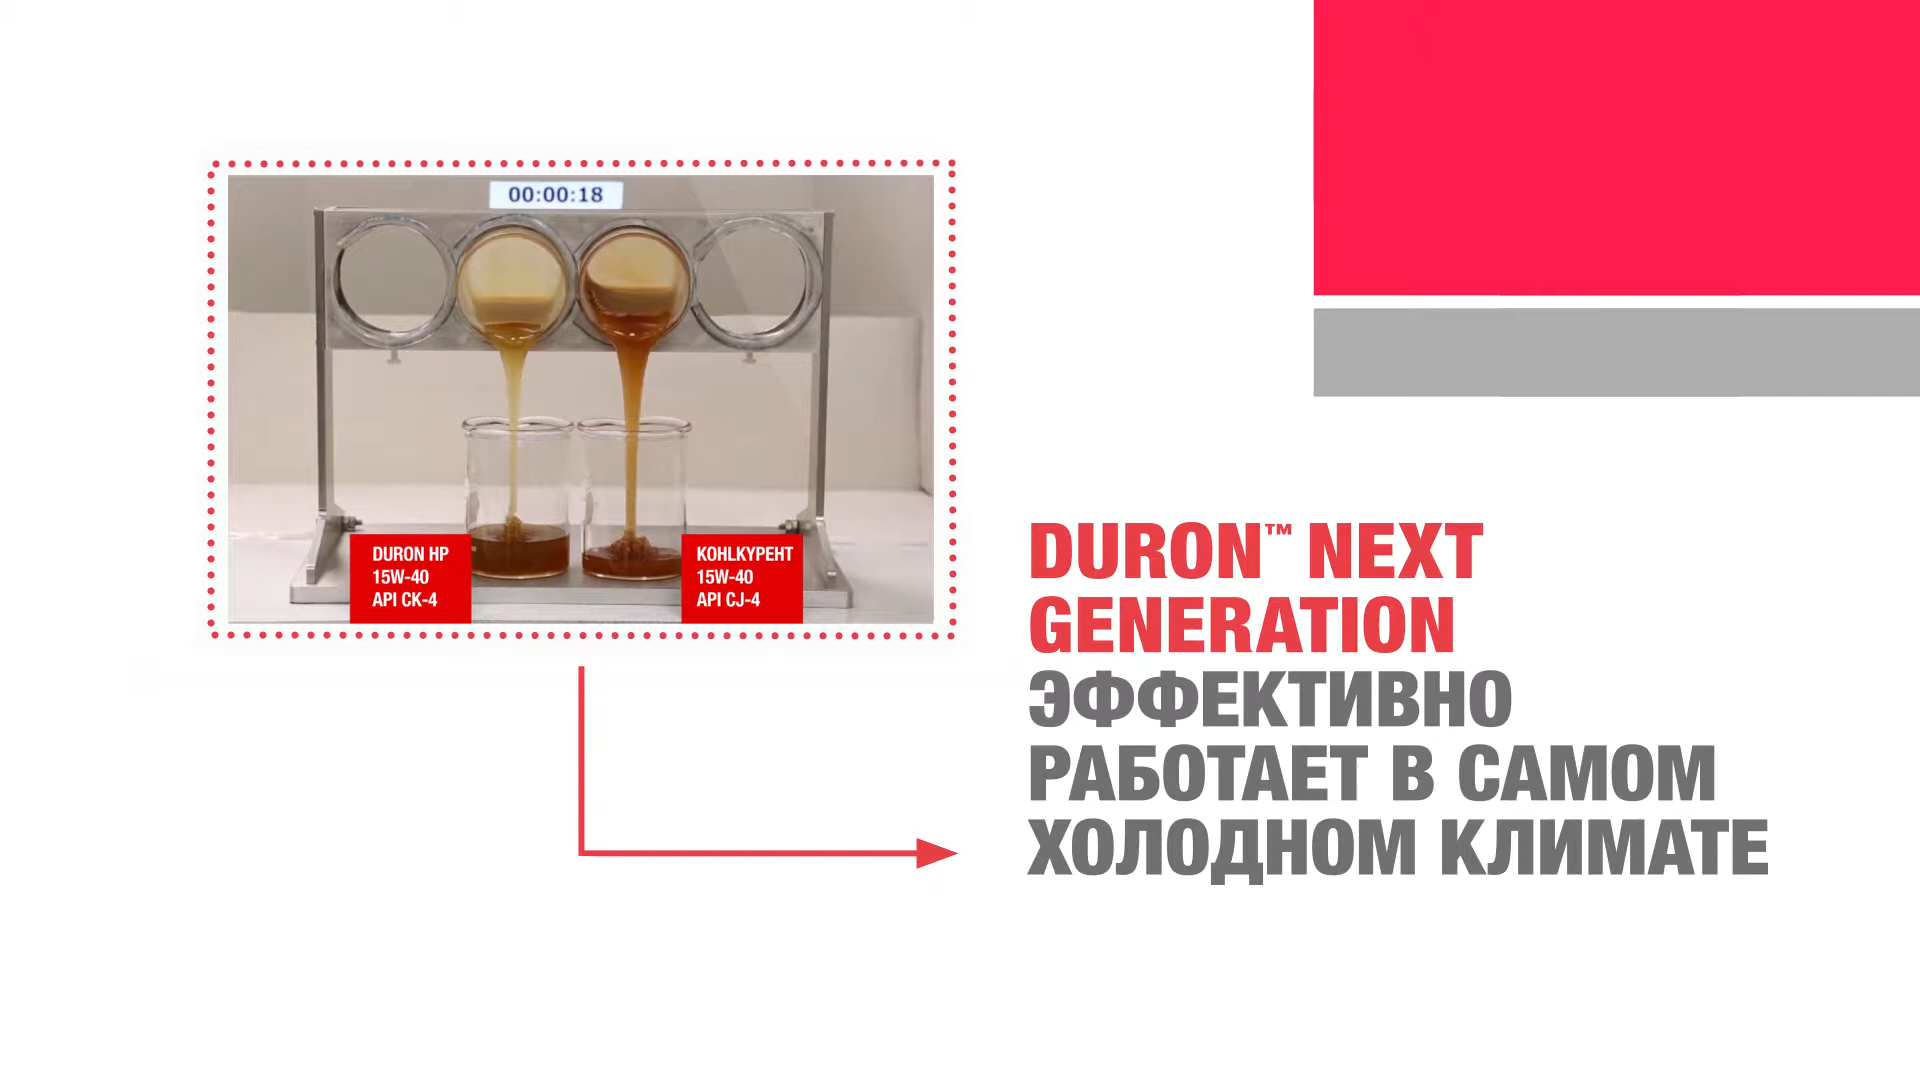 00:00:18
DURON HP
15W-40
API CK-4
КОНLКУРЕНТ
15W-40
API CJ-4
DURON™ NEXT
GENERATION
ЭФФЕКТИВНО
РАБОТАЕТ В САМОМ
ХОЛОДНОМ КЛИМАТЕ